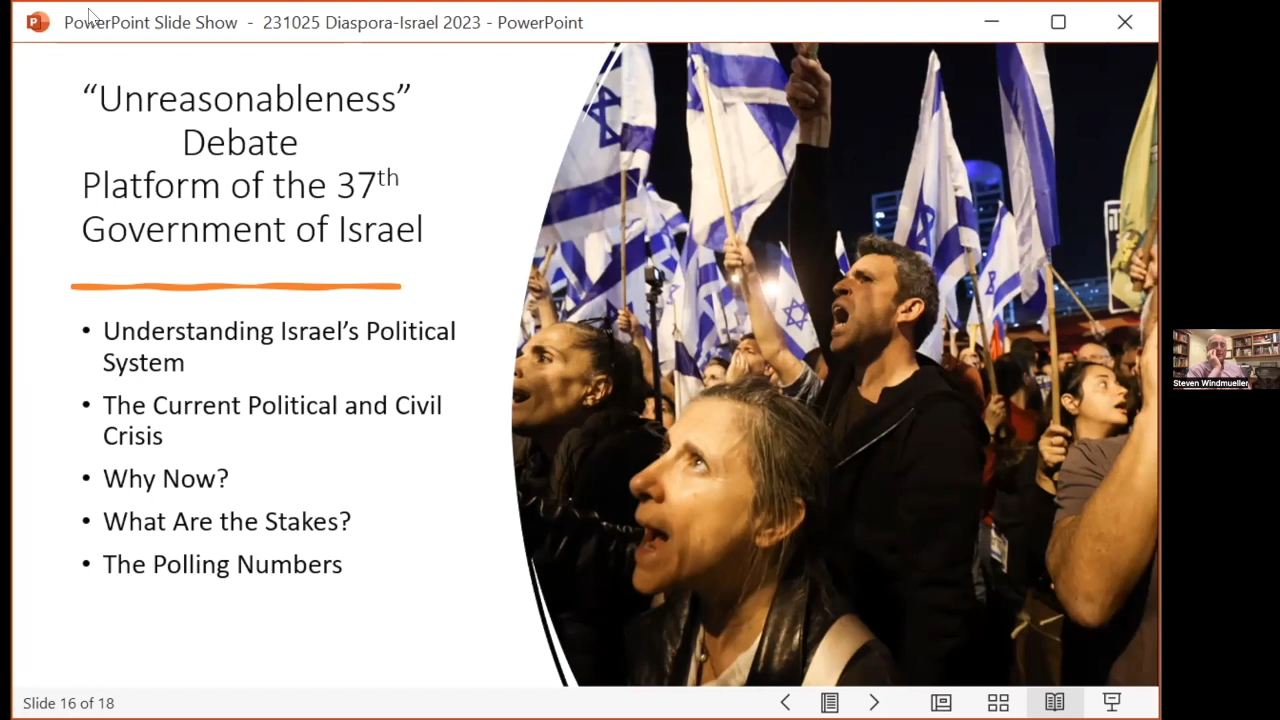 PowerPoint Slide Show - 231025 Diaspora-Israel 2023 - PowerPoint
“Unreasonableness”
Debate
Platform of the 37th
Government of Israel
• Understanding Israel’s Political
System
• The Current Political and Civil
Crisis
• Why Now?
• What Are the Stakes?
• The Polling Numbers
Steven Windmueller
Slide 16 of 18